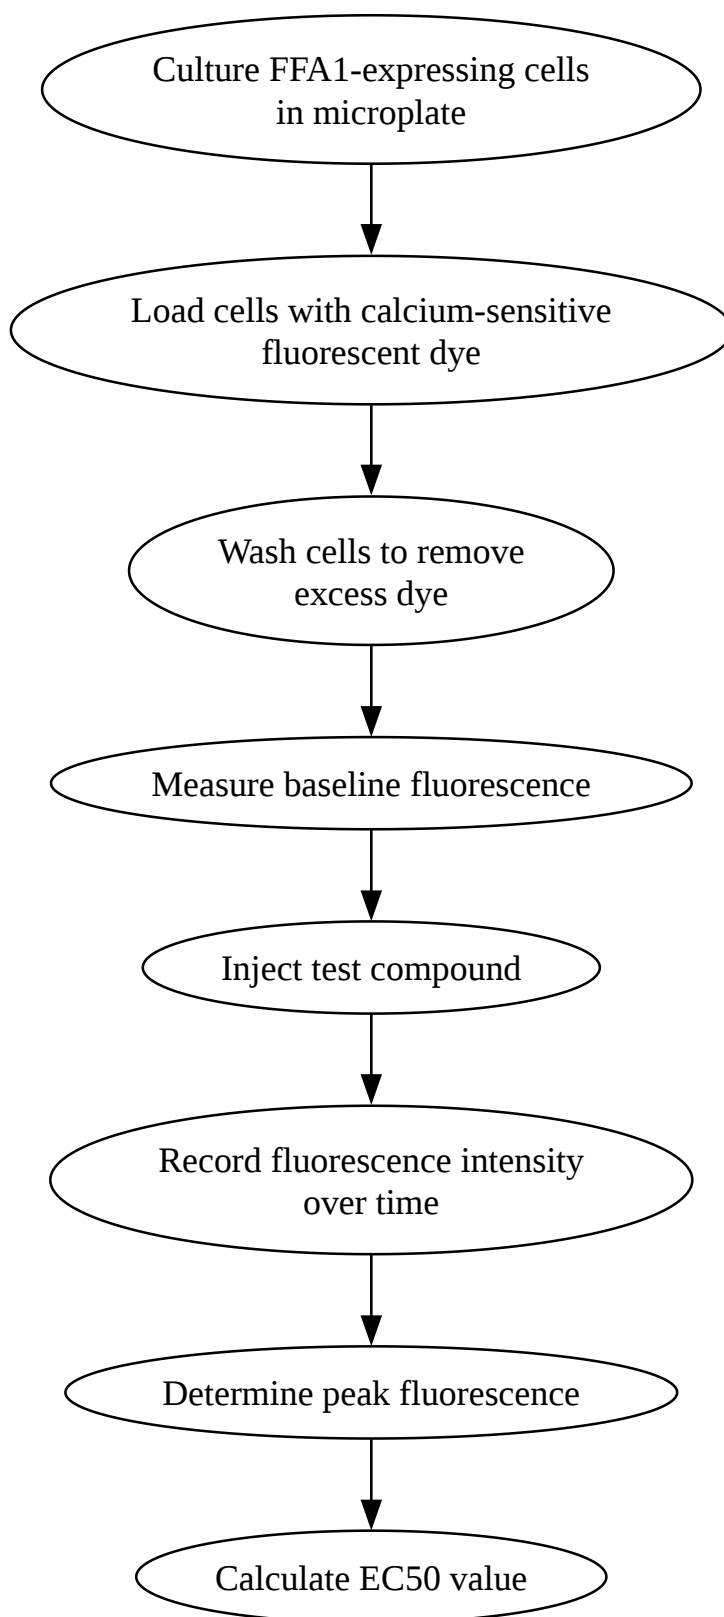 Culture FFA1-expressing cells
in microplate
Load cells with calcium-sensitive
fluorescent dye
Wash cells to remove
excess dye
Measure baseline fluorescence
Inject test compound
Record fluorescence intensity
over time
Determine peak fluorescence
Calculate EC50 value